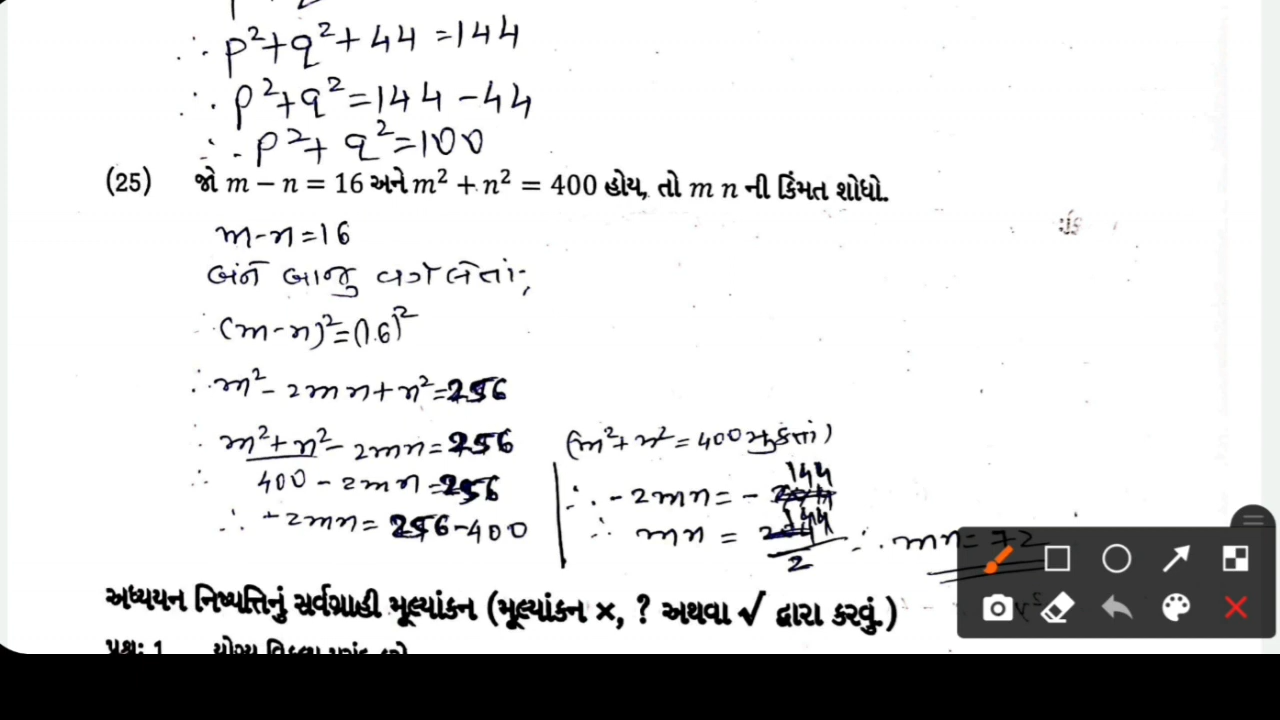 ∴ p²+q²+44=144
∴ p²+q²=144-44
∴ p²+q²=100
(25) જો m − n = 16 અને m² + n² = 400 હોય, તો m n ની કિંમત શોધો.
m-n=16
બંને બાજુ વર્ગ લેતાં;
∴ (m-n)²=(16)²
∴ m²-2mn+n²=256
∴ m²+n²-2mn=256 (m²+n²=400 મુકતાં)
∴ 400-2mn=256
∴ -2mn=256-400
∴ -2mn=-144
∴ mn=144/2 ∴ mn=72
અધ્યયન નિષ્પત્તિનું સર્વગ્રાહી મૂલ્યાંકન (મૂલ્યાંકન ×, ? અથવા √ દ્વારા કરવું.)
પ્રશ્ન: 1